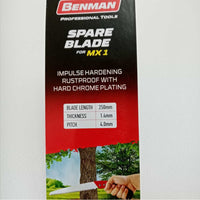 BENMAN
PROFESSIONAL TOOLS
SPARE
BLADE
FOR MX 1
IMPULSE HARDENING
RUSTPROOF WITH
HARD CHROME PLATING
BLADE LENGTH 250mm
THICKNESS 1.4mm
PITCH 4.0mm